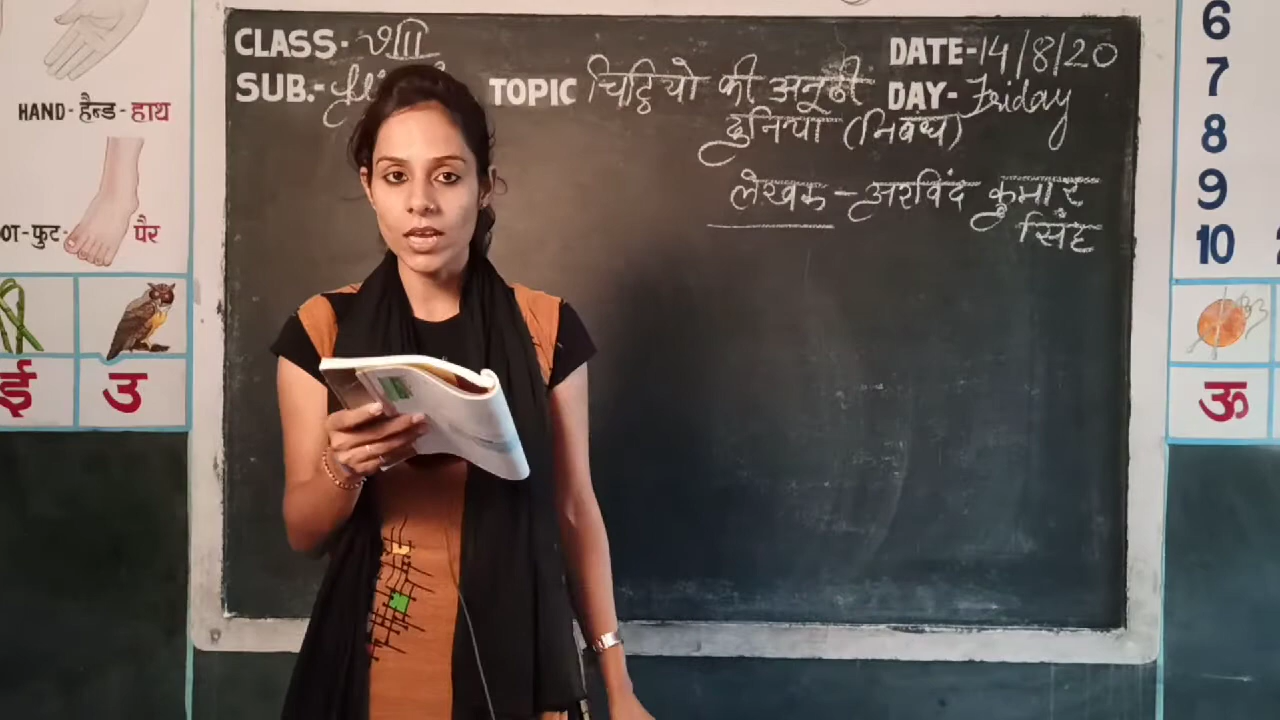 CLASS- VIII
SUB.-
TOPIC चिट्ठियो की अनूठी
दुनिया (निबंध)
लेखक - अरविंद कुमार
सिंह
DATE- 14/8/20
DAY- Friday
HAND - हैन्ड - हाथ
फुट - पैर
ई
उ
6
7
8
9
10
ऊ